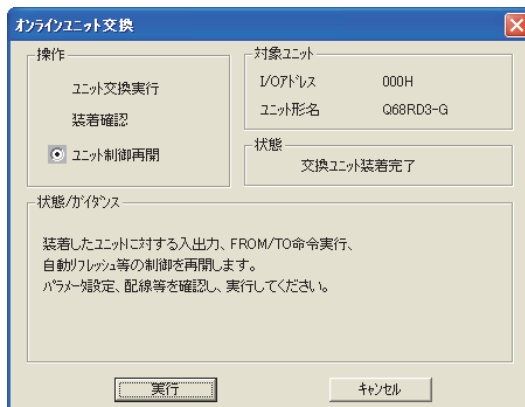 オンラインユニット交換
操作
ユニット交換実行
装着確認
ユニット制御再開
対象ユニット
I/Oアドレス 000H
ユニット形名 Q68RD3-G
状態
交換ユニット装着完了
状態/ガイダンス
装着したユニットに対する入出力、FROM/TO命令実行、
自動リフレッシュ等の制御を再開します。
パラメータ設定、配線等を確認し、実行してください。
実行 キャンセル